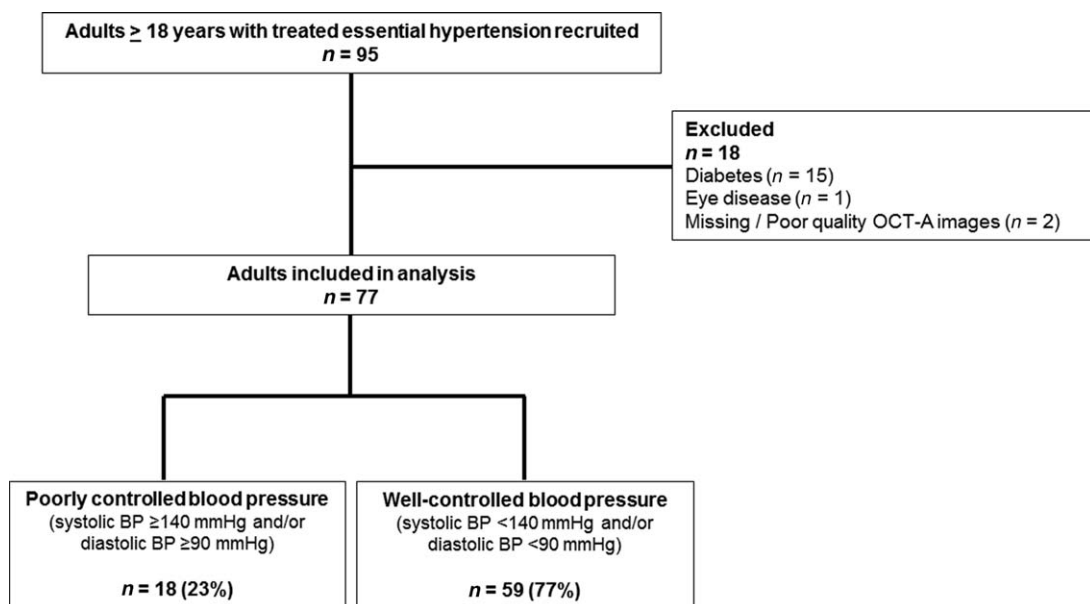 Adults ≥ 18 years with treated essential hypertension recruited
n = 95
Excluded
n = 18
Diabetes (n = 15)
Eye disease (n = 1)
Missing / Poor quality OCT-A images (n = 2)
Adults included in analysis
n = 77
Poorly controlled blood pressure
(systolic BP ≥140 mmHg and/or
diastolic BP ≥90 mmHg)
n = 18 (23%)
Well-controlled blood pressure
(systolic BP <140 mmHg and/or
diastolic BP <90 mmHg)
n = 59 (77%)